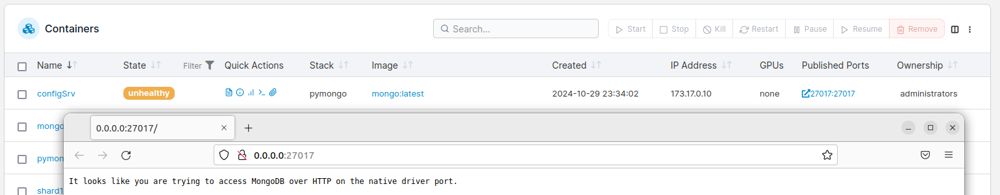 Containers
Search...
Start Stop Kill Restart Pause Resume Remove
Name State Filter Quick Actions Stack Image Created IP Address GPUs Published Ports Ownership
configSrv unhealthy pymongo mongo:latest 2024-10-29 23:34:02 173.17.0.10 none 27017:27017 administrators
mongo
0.0.0.0:27017/
0.0.0.0:27017
pymon
It looks like you are trying to access MongoDB over HTTP on the native driver port.
shard1